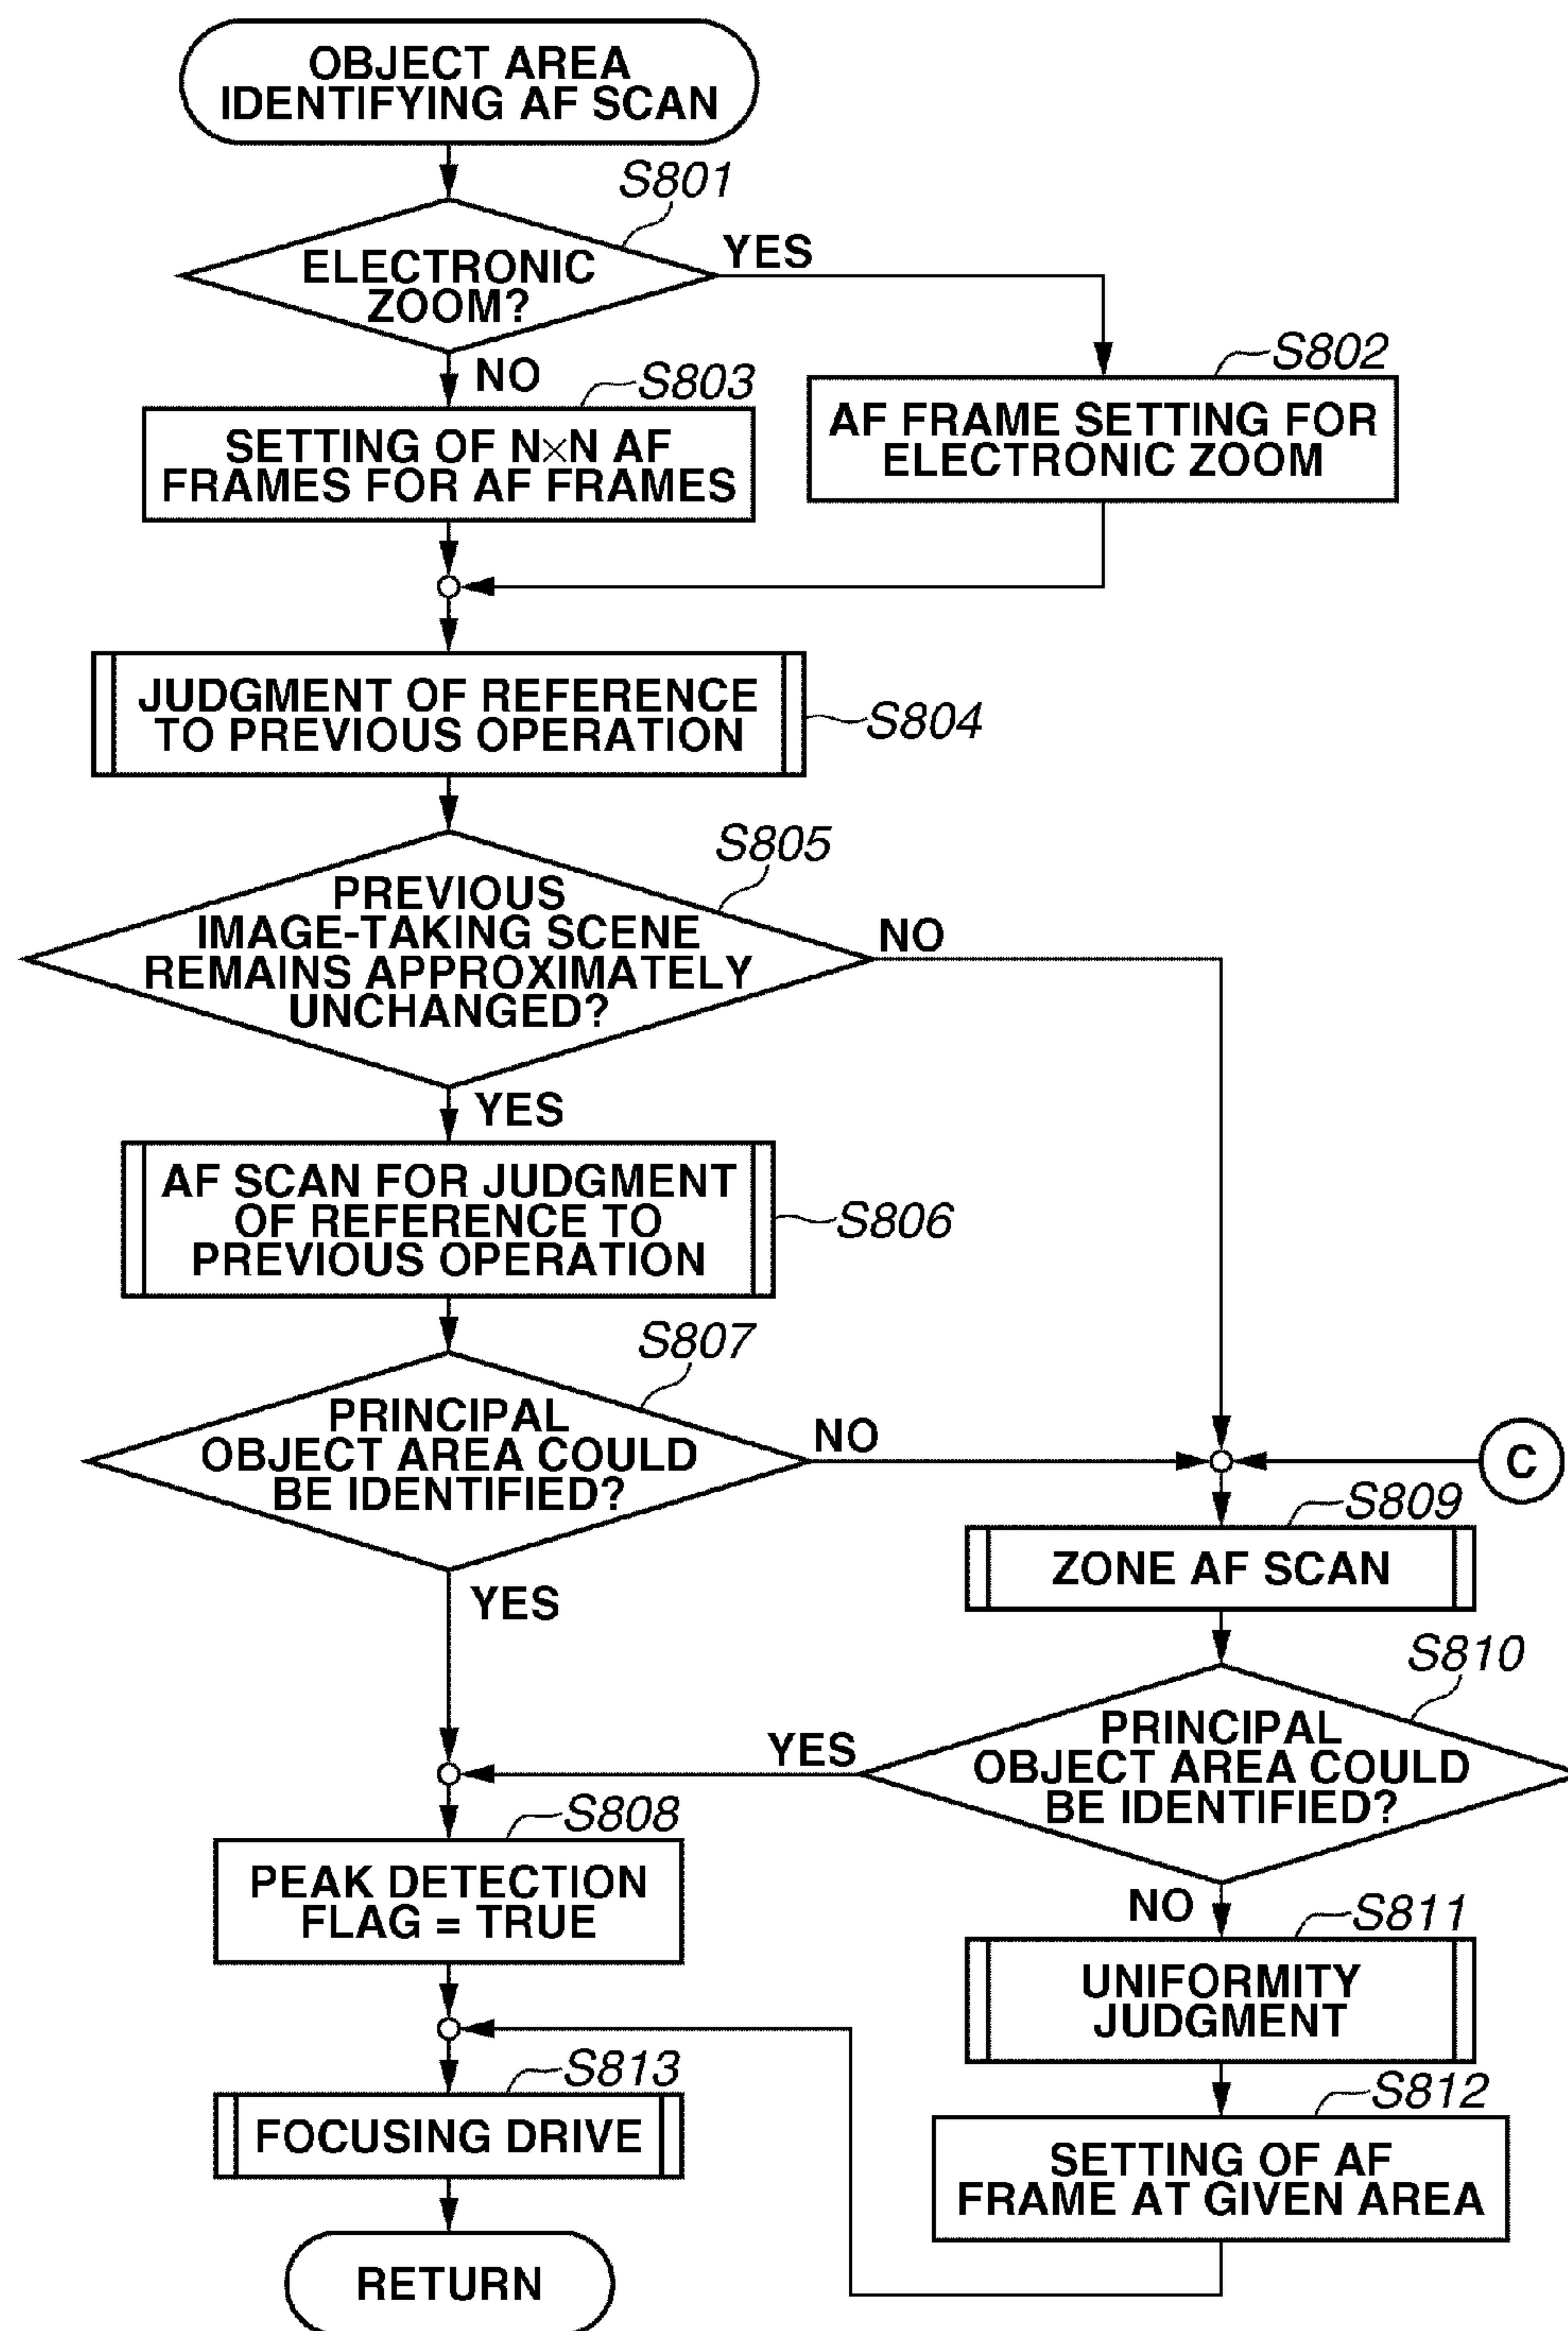 OBJECT AREA
IDENTIFYING AF SCAN
S801
ELECTRONIC
ZOOM?
YES
NO
S802
AF FRAME SETTING FOR
ELECTRONIC ZOOM
S803
SETTING OF N×N AF
FRAMES FOR AF FRAMES
JUDGMENT OF REFERENCE
TO PREVIOUS OPERATION
S804
S805
PREVIOUS
IMAGE-TAKING SCENE
REMAINS APPROXIMATELY
UNCHANGED?
NO
YES
AF SCAN FOR JUDGMENT
OF REFERENCE TO
PREVIOUS OPERATION
S806
S807
PRINCIPAL
OBJECT AREA COULD
BE IDENTIFIED?
NO
YES
C
S809
ZONE AF SCAN
S810
PRINCIPAL
OBJECT AREA COULD
BE IDENTIFIED?
YES
NO
S808
PEAK DETECTION
FLAG = TRUE
S811
UNIFORMITY
JUDGMENT
S812
SETTING OF AF
FRAME AT GIVEN AREA
S813
FOCUSING DRIVE
RETURN